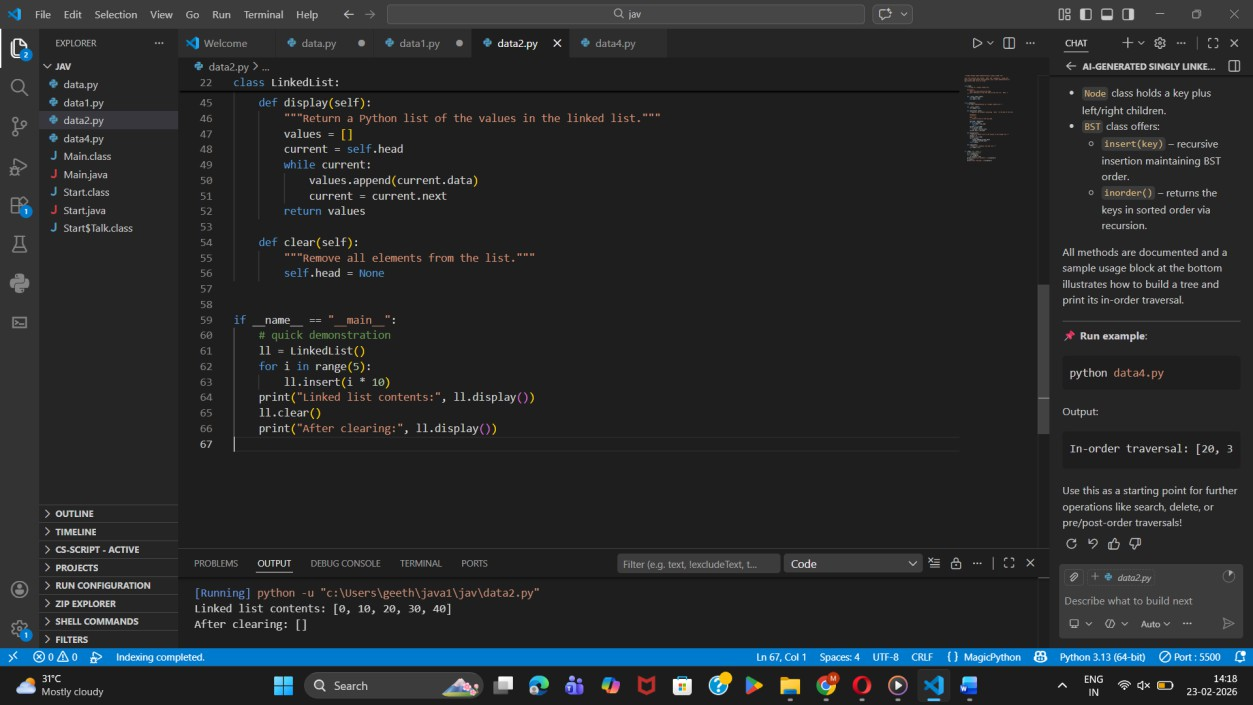 File Edit Selection View Go Run Terminal Help
jav
EXPLORER
JAV
data.py
data1.py
data2.py
data4.py
Main.class
Main.java
Start.class
Start.java
Start$Talk.class
OUTLINE
TIMELINE
CS-SCRIPT - ACTIVE
PROJECTS
RUN CONFIGURATION
ZIP EXPLORER
SHELL COMMANDS
FILTERS
2
1
1
Welcome data.py data1.py data2.py data4.py
data2.py > ...
22 class LinkedList:
45 def display(self):
46 """Return a Python list of the values in the linked list."""
47 values = []
48 current = self.head
49 while current:
50 values.append(current.data)
51 current = current.next
52 return values
53
54 def clear(self):
55 """Remove all elements from the list."""
56 self.head = None
57
58
59 if __name__ == "__main__":
60 # quick demonstration
61 ll = LinkedList()
62 for i in range(5):
63 ll.insert(i * 10)
64 print("Linked list contents:", ll.display())
65 ll.clear()
66 print("After clearing:", ll.display())
67
PROBLEMS OUTPUT DEBUG CONSOLE TERMINAL PORTS Filter (e.g. text, !excludeText, t... Code
[Running] python -u "c:\Users\geeth\java1\jav\data2.py"
Linked list contents: [0, 10, 20, 30, 40]
After clearing: []
CHAT
AI-GENERATED SINGLY LINKE...
• Node class holds a key plus
left/right children.
• BST class offers:
insert(key) – recursive
insertion maintaining BST
order.
inorder() – returns the
keys in sorted order via
recursion.
All methods are documented and a
sample usage block at the bottom
illustrates how to build a tree and
print its in-order traversal.
📌 Run example:
python data4.py
Output:
In-order traversal: [20, 3
Use this as a starting point for further
operations like search, delete, or
pre/post-order traversals!
data2.py
Describe what to build next
Auto
0 0 Indexing completed. Ln 67, Col 1 Spaces: 4 UTF-8 CRLF { } MagicPython Python 3.13 (64-bit) Port : 5500
31°C
Mostly cloudy
Search
ENG
IN
14:18
23-02-2026